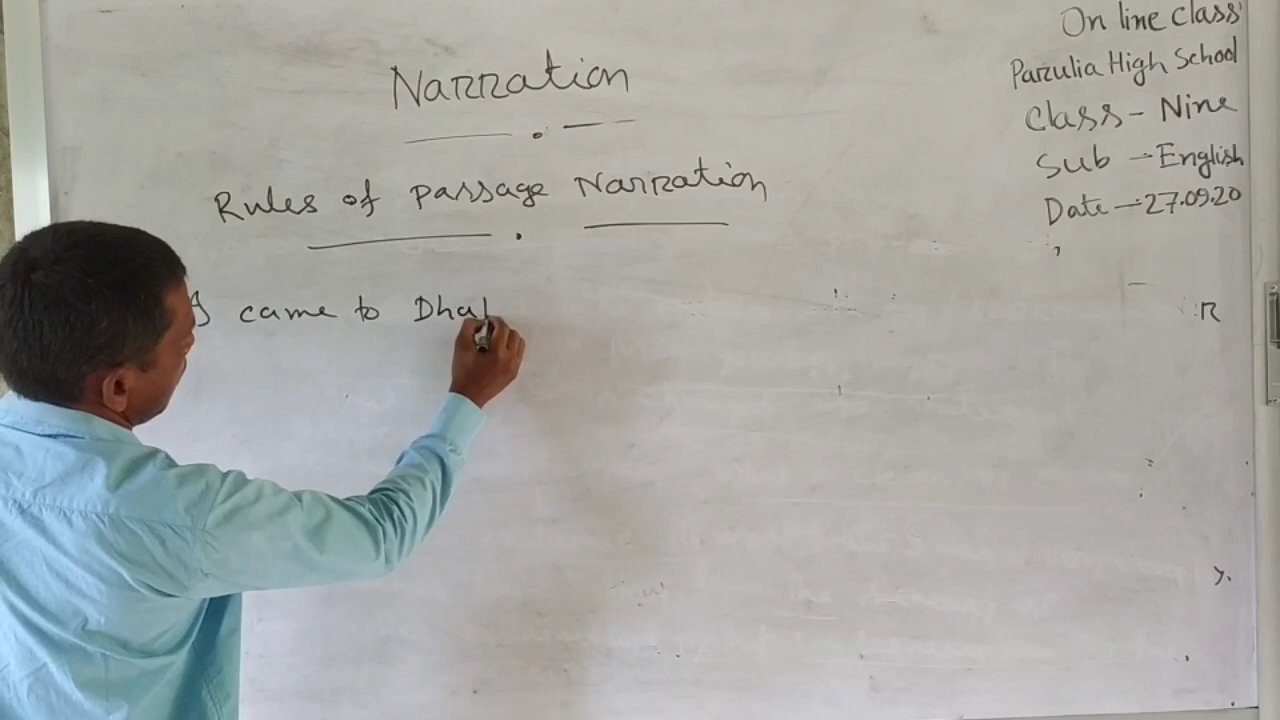 On line class
Parulia High School
Class - Nine
Sub - English
Date - 27.09.20
Narration
Rules of Passage Narration
I came to Dhak
R